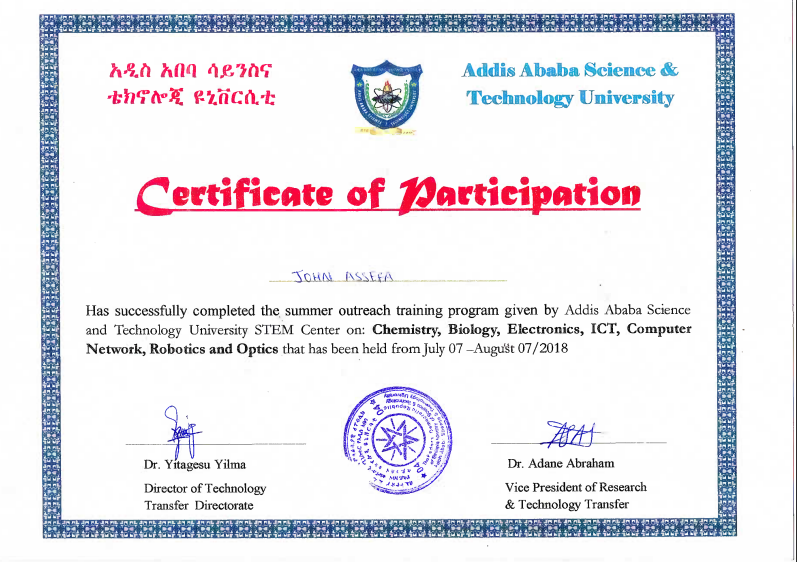 አዲስ አበባ ሳይንስና
ቴክኖሎጂ ዩኒቨርሲቲ
Addis Ababa Science &
Technology University
Certificate of Participation
JOHN ASSEFA
Has successfully completed the summer outreach training program given by Addis Ababa Science
and Technology University STEM Center on: Chemistry, Biology, Electronics, ICT, Computer
Network, Robotics and Optics that has been held from July 07 –August 07/2018
Dr. Yitagesu Yilma
Director of Technology
Transfer Directorate
Dr. Adane Abraham
Vice President of Research
& Technology Transfer